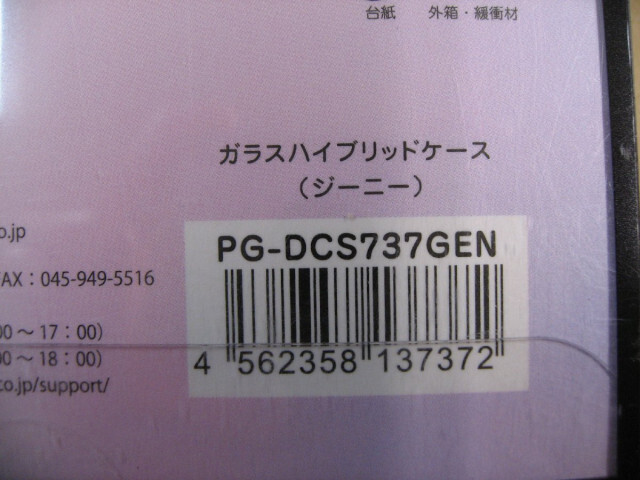 台紙 外箱・緩衝材
ガラスハイブリッドケース
（ジーニー）
o.jp
PG-DCS737GEN
FAX：045-949-5516
00～17：00）
00～18：00）
4 562358 137372
co.jp/support/